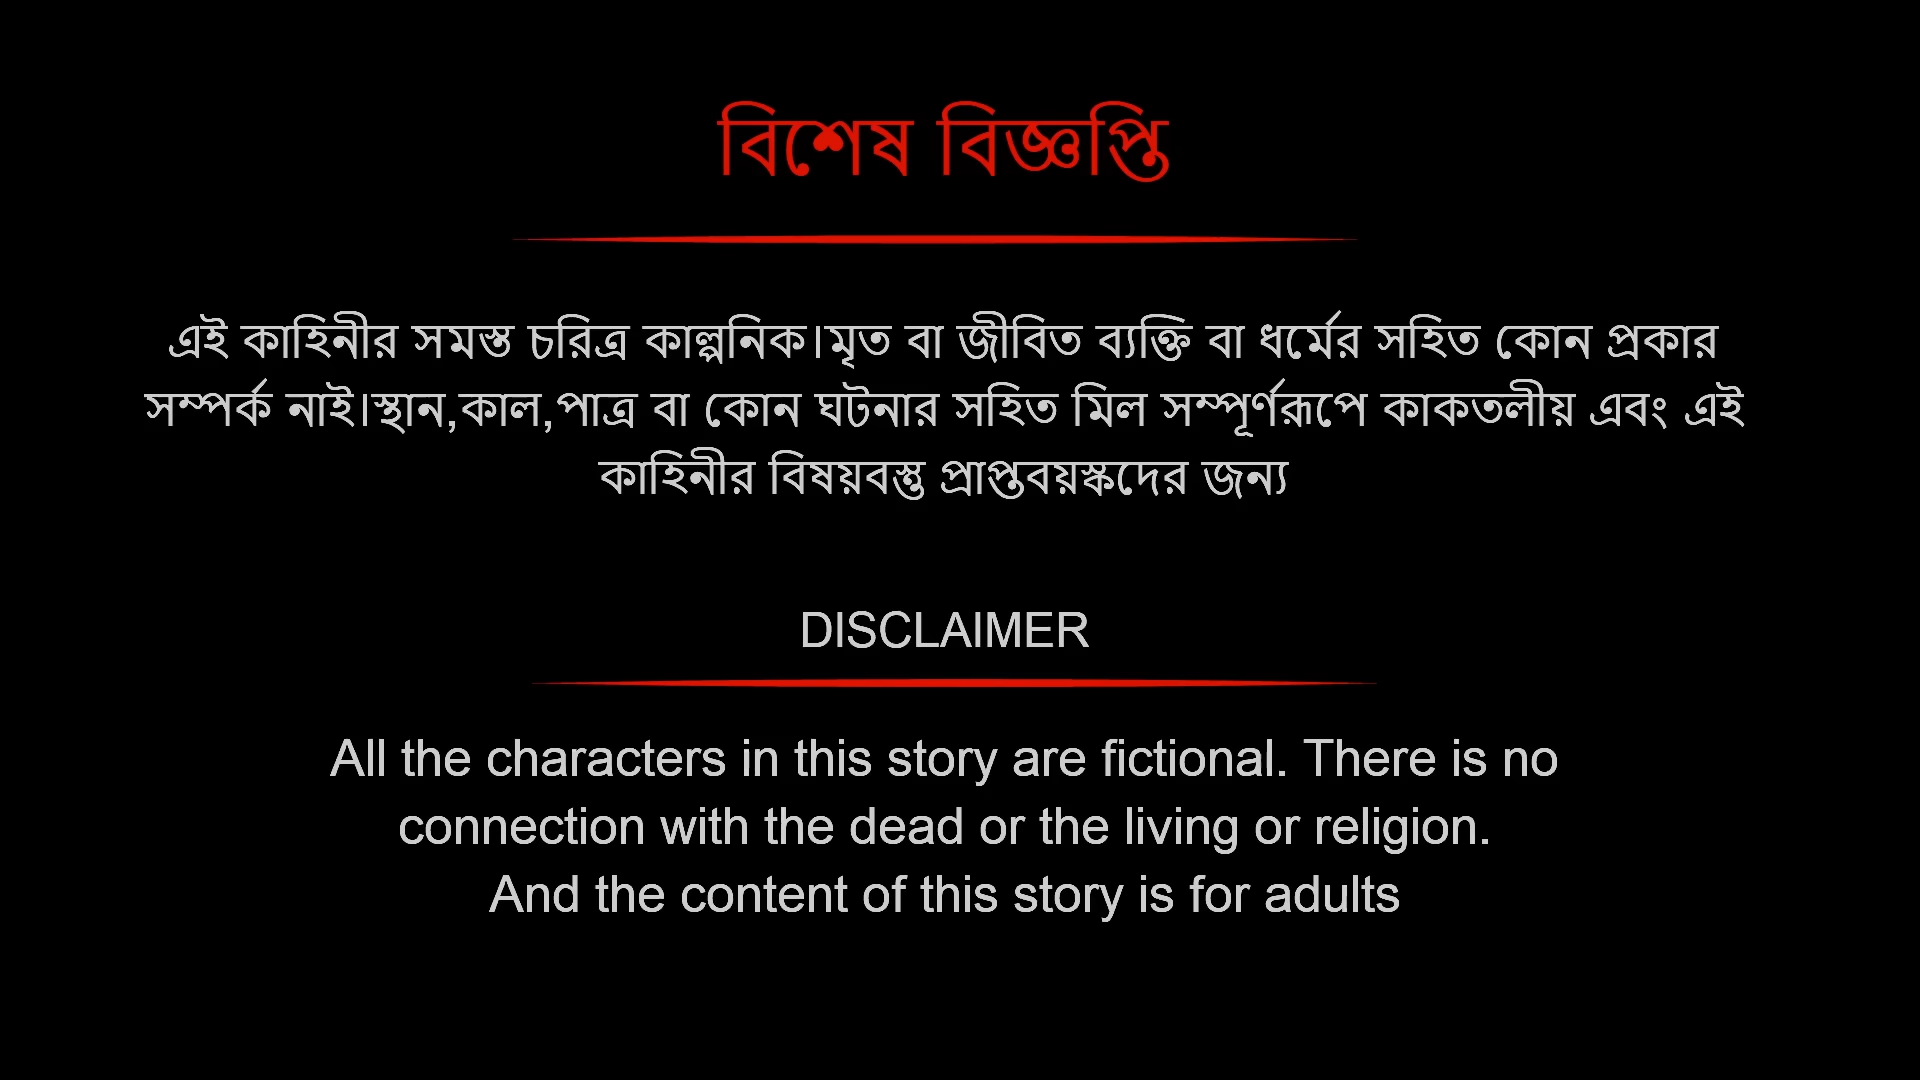 বিশেষ বিজ্ঞপ্তি
এই কাহিনীর সমস্ত চরিত্র কাল্পনিক।মৃত বা জীবিত ব্যক্তি বা ধর্মের সহিত কোন প্রকার
সম্পর্ক নাই।স্থান,কাল,পাত্র বা কোন ঘটনার সহিত মিল সম্পূর্ণরূপে কাকতলীয় এবং এই
কাহিনীর বিষয়বস্তু প্রাপ্তবয়স্কদের জন্য
DISCLAIMER
All the characters in this story are fictional. There is no
connection with the dead or the living or religion.
And the content of this story is for adults